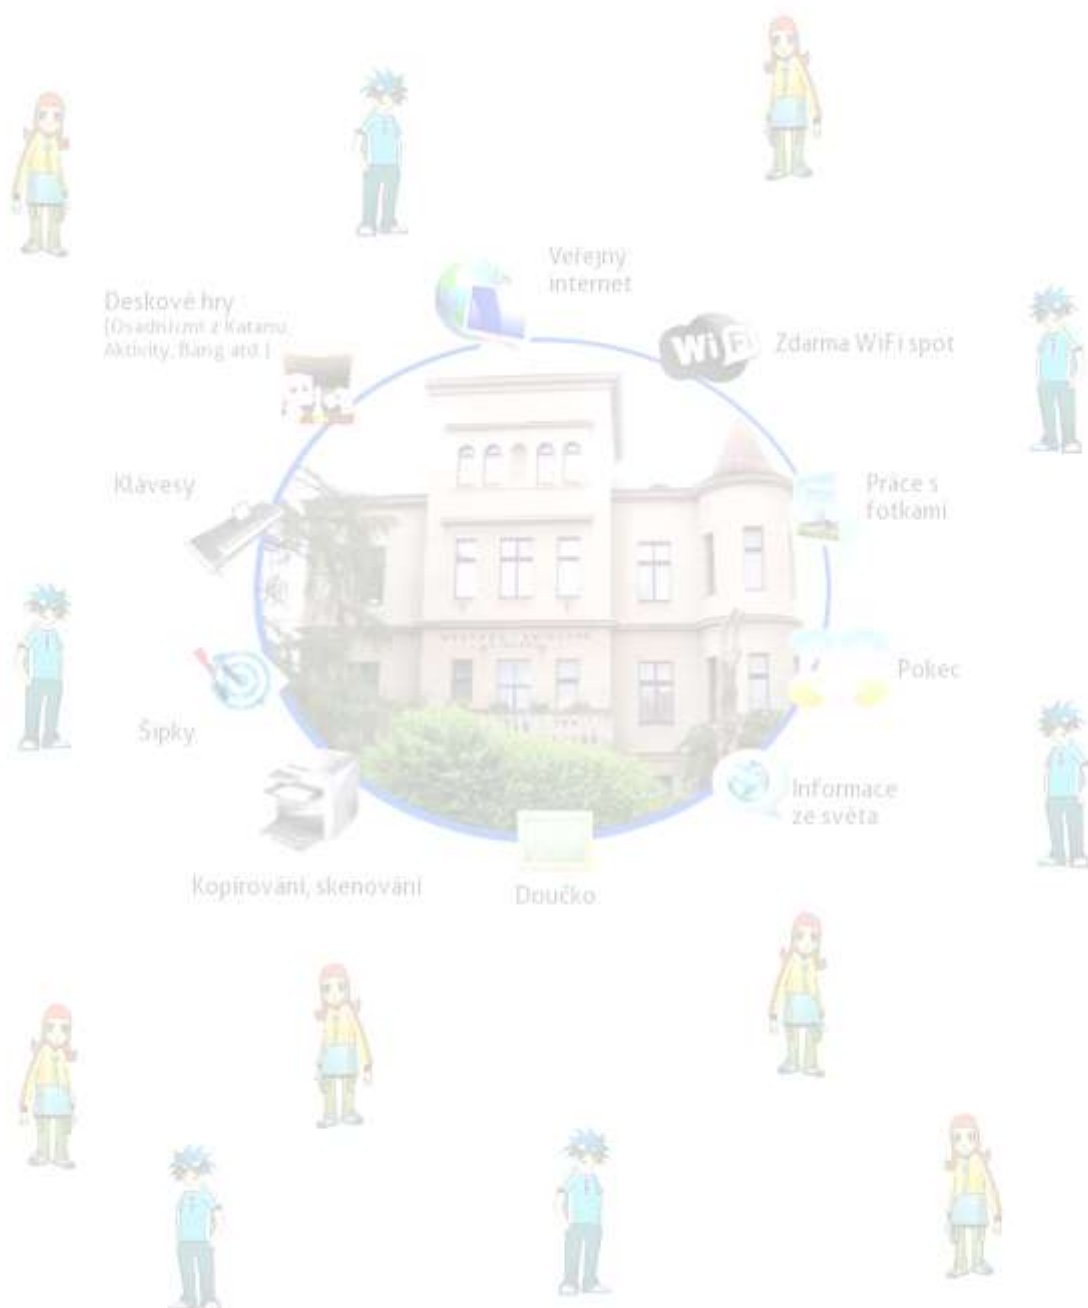 Veřejný
internet
Deskové hry
(Osadníci z Katanu,
Aktivity, Bang atd.)
WiFi
Zdarma WiFi spot
Klávesy
Práce s
fotkami
Pokec
Šipky
Informace
ze světa
Kopírování, skenování
Doučko